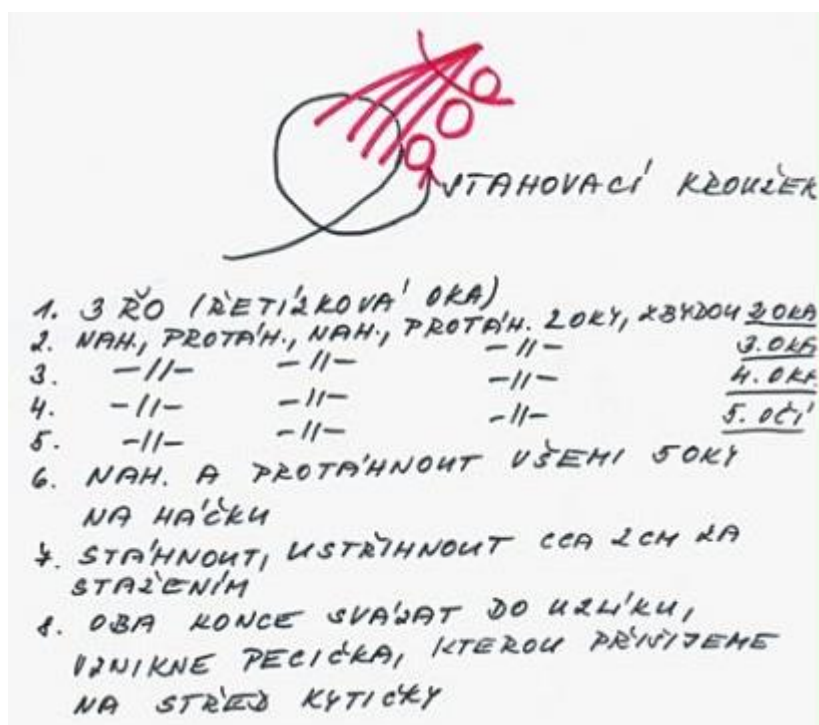 STAHOVACÍ KROUŽEK
1. 3 ŘO (ŘETÍZKOVÁ OKA)
2. NAH., PROTÁH., NAH., PROTÁH. 2 OKY, ZBYDOU 2 OKA
3. -//- -//- -//- 3. OKA
4. -//- -//- -//- 4. OKA
5. -//- -//- -//- 5. OČÍ
6. NAH. A PROTÁHNOUT VŠEMI 5 OKY
NA HÁČKU
7. STÁHNOUT, USTŘIHNOUT CCA 2 CM ZA
STAŽENÍM
8. OBA KONCE SVÁZAT DO UZLÍKU,
VZNIKNE PECIČKA, KTEROU PŘIŠIJEME
NA STŘED KYTIČKY